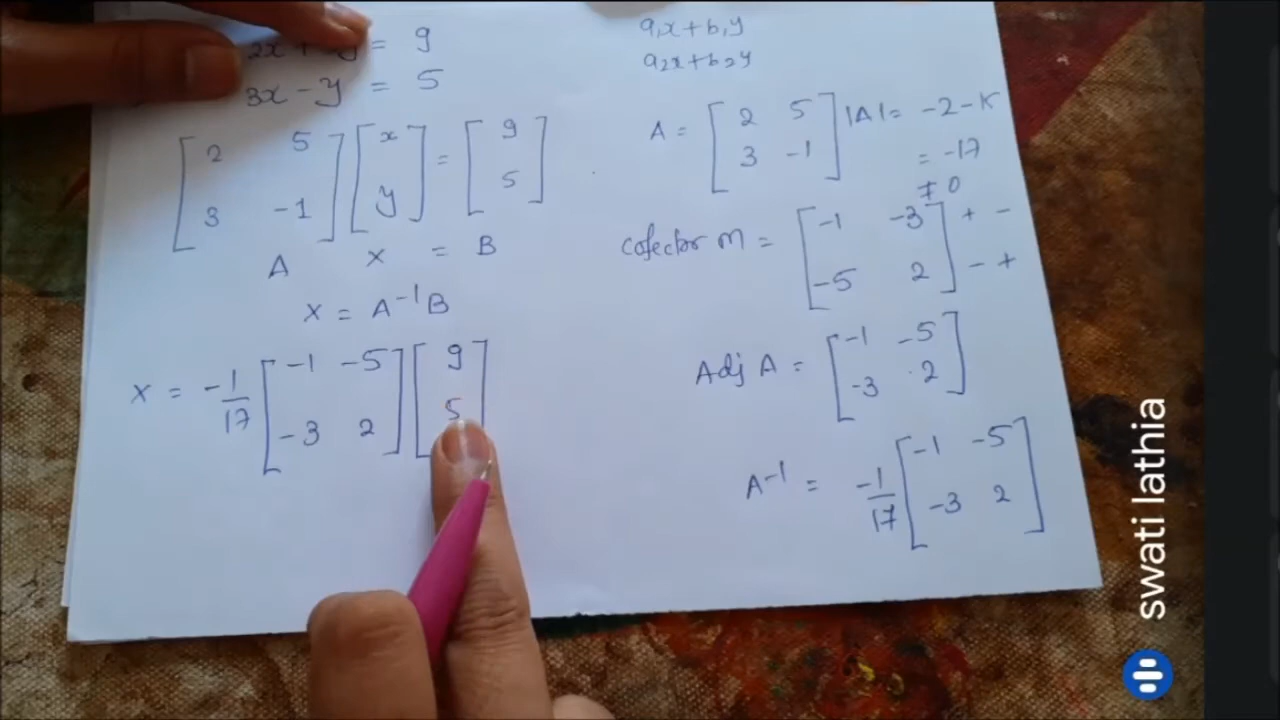 2x + y = 9
3x - y = 5
[2 5; 3 -1] [x; y] = [9; 5]
A x = B
x = A⁻¹B
x = -1/17 [-1 -5; -3 2] [9; 5]
a₁x + b₁y
a₂x + b₂y
A = [2 5; 3 -1] |A| = -2 - 15
= -17
≠ 0
Cofector m = [-1 -3; -5 2] + - - +
Adj A = [-1 -5; -3 2]
A⁻¹ = -1/17 [-1 -5; -3 2]
swati lathia